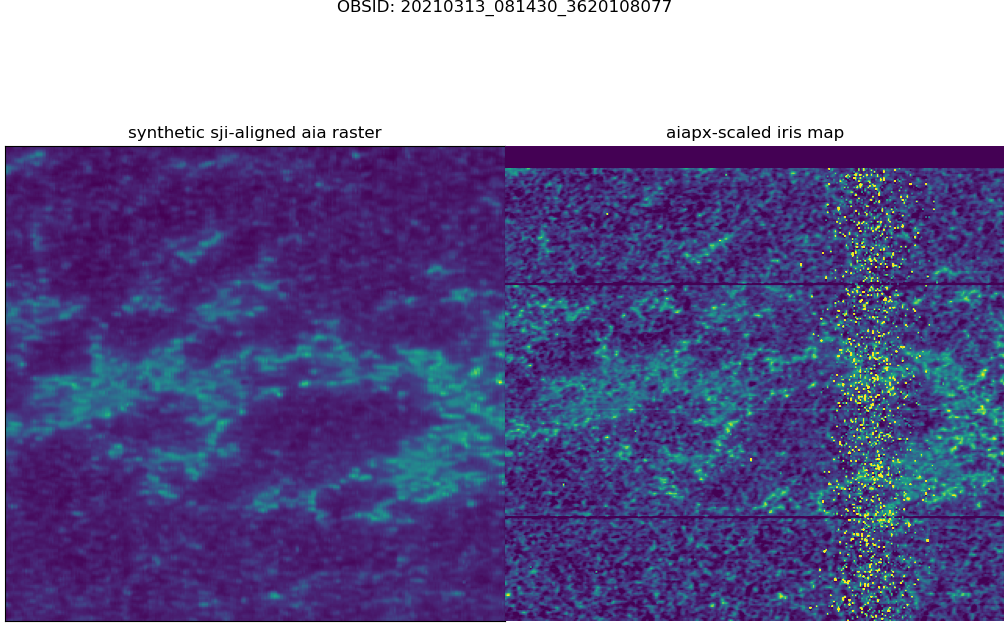 OBSID: 20210313_081430_3620108077
synthetic sji-aligned aia raster
aiapx-scaled iris map